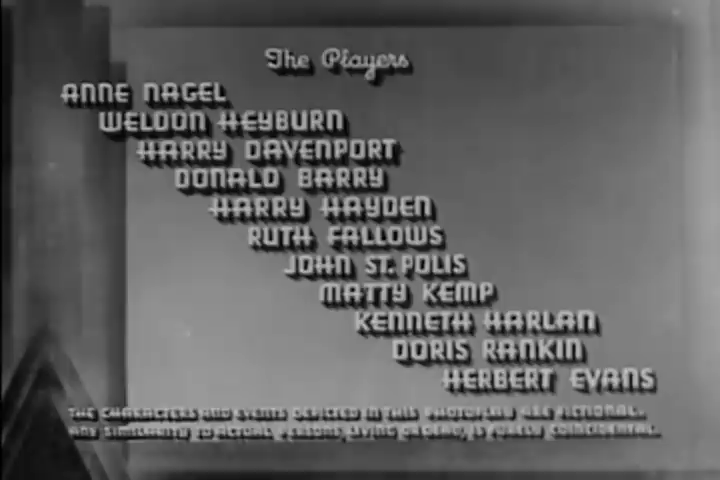 The Players
ANNE NAGEL
WELDON HEYBURN
HARRY DAVENPORT
DONALD BARRY
HARRY HAYDEN
RUTH FALLOWS
JOHN ST. POLIS
MATTY KEMP
KENNETH HARLAN
DORIS RANKIN
HERBERT EVANS
THE CHARACTERS AND EVENTS DEPICTED IN THIS PHOTOPLAY ARE FICTIONAL.
ANY SIMILARITY TO ACTUAL PERSONS, LIVING OR DEAD, IS PURELY COINCIDENTAL.